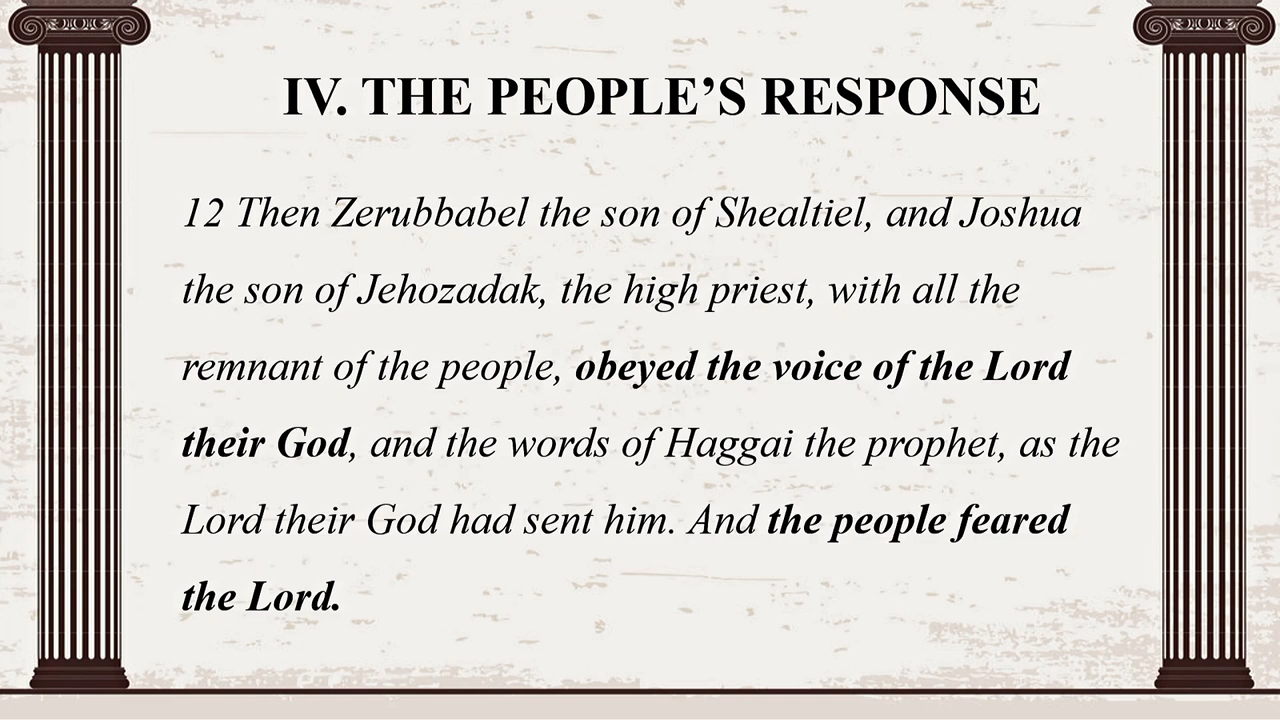 IV. THE PEOPLE’S RESPONSE
12 Then Zerubbabel the son of Shealtiel, and Joshua
the son of Jehozadak, the high priest, with all the
remnant of the people, obeyed the voice of the Lord
their God, and the words of Haggai the prophet, as the
Lord their God had sent him. And the people feared
the Lord.